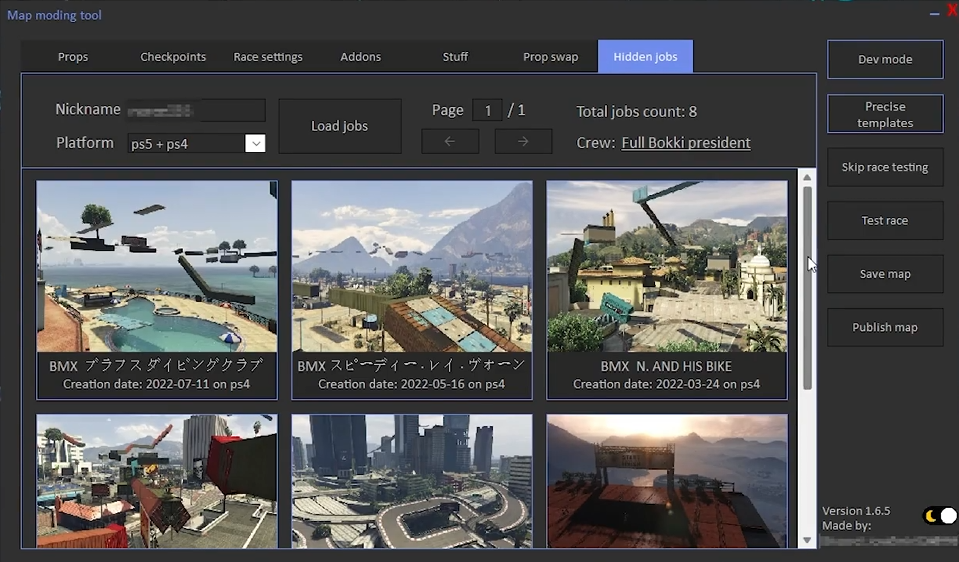 Map moding tool
Props
Checkpoints
Race settings
Addons
Stuff
Prop swap
Hidden jobs
Nickname
Platform
ps5 + ps4
Load jobs
Page 1 / 1
Total jobs count: 8
Crew: Full Bokki president
Dev mode
Precise
templates
Skip race testing
Test race
Save map
Publish map
BMX プラフス ダイビングクラブ
Creation date: 2022-07-11 on ps4
BMX スピーディー・レイ・ヴォーン
Creation date: 2022-05-16 on ps4
BMX N. AND HIS BIKE
Creation date: 2022-03-24 on ps4
Version 1.6.5
Made by: